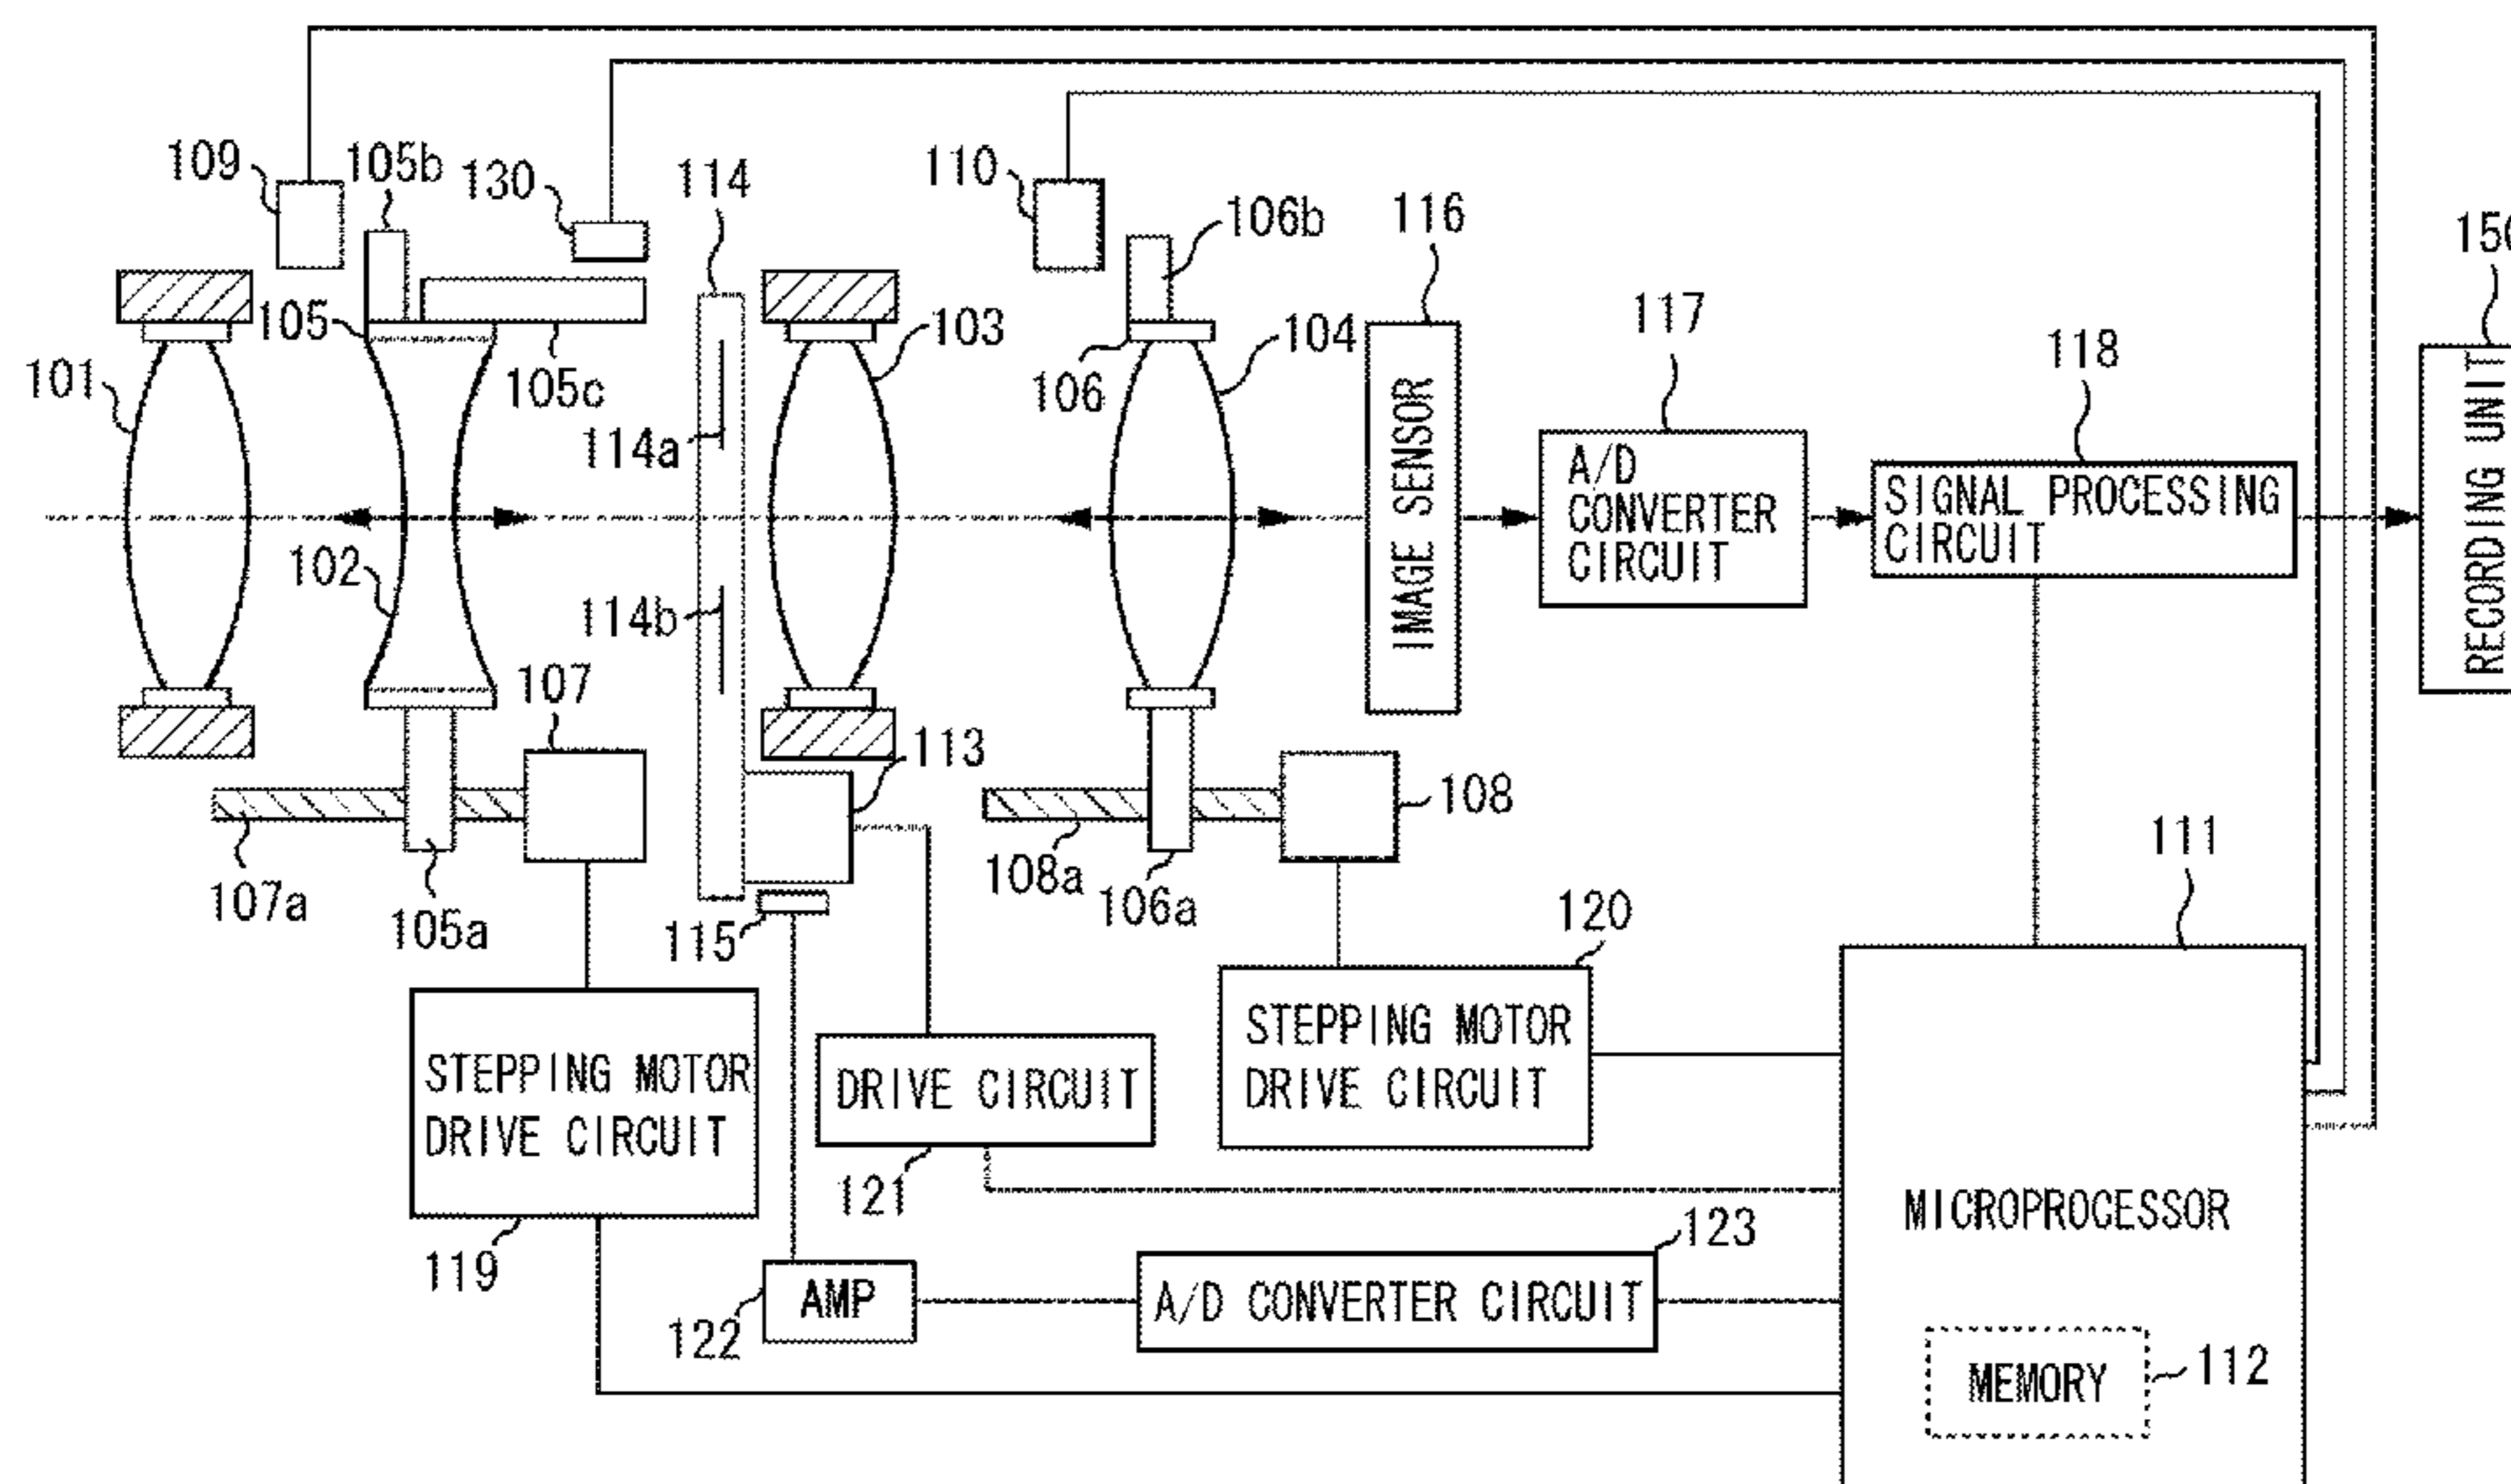 109
105b
130
114
110
106b
116
117
118
101
105
105c
114a
103
106
104
102
114b
107
IMAGE SENSOR
A/D
CONVERTER
CIRCUIT
SIGNAL PROCESSING
CIRCUIT
RECORDING UNIT
113
108
107a
105a
115
108a
106a
120
111
STEPPING MOTOR
DRIVE CIRCUIT
119
DRIVE CIRCUIT
121
STEPPING MOTOR
DRIVE CIRCUIT
MICROPROCESSOR
123
122
AMP
A/D CONVERTER CIRCUIT
MEMORY
112